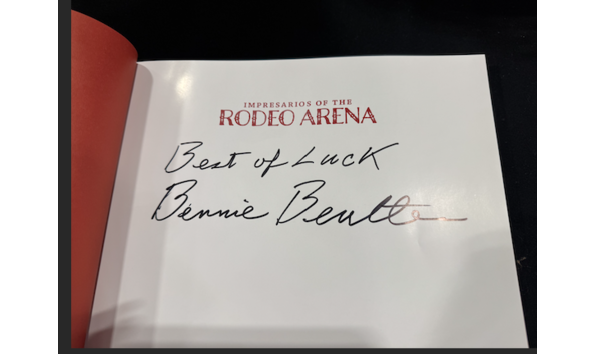 IMPRESARIOS OF THE
RODEO ARENA
Best of Luck
Bennie Beutler